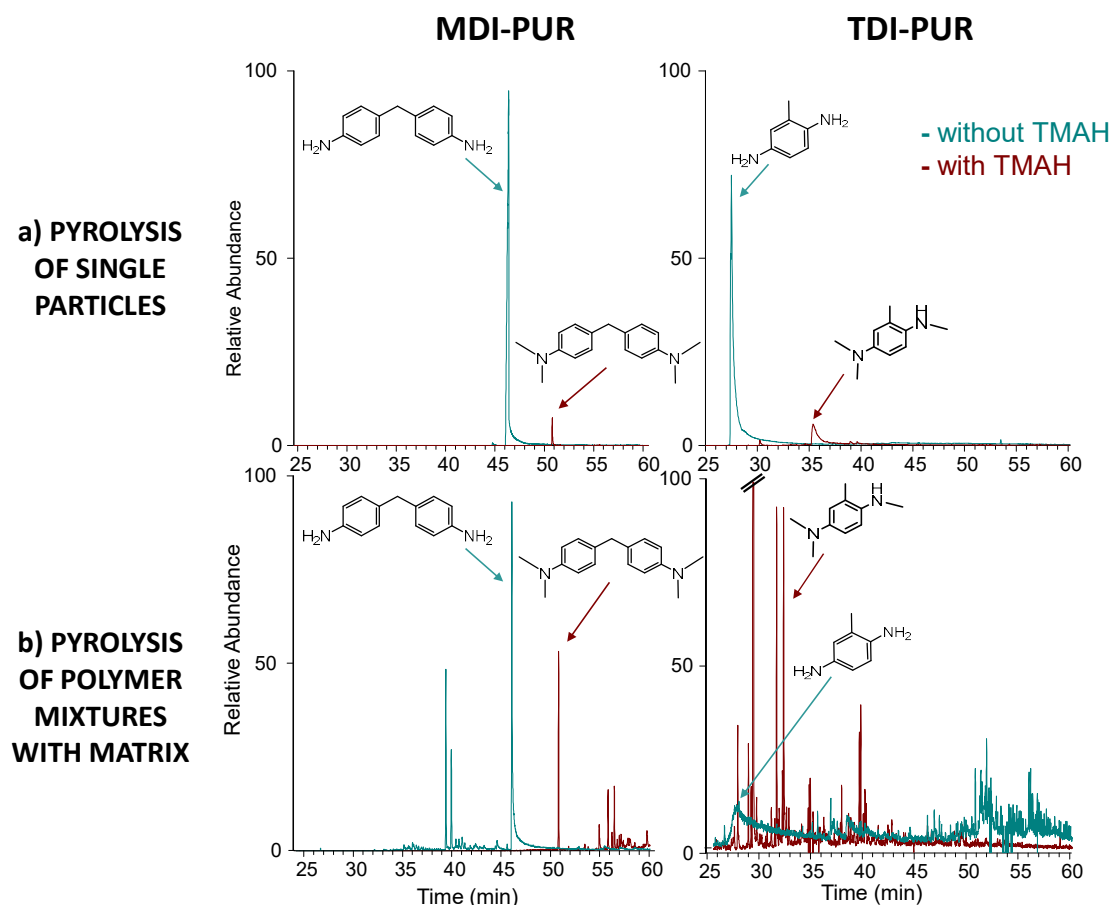 MDI-PUR
TDI-PUR
- without TMAH
- with TMAH
a) PYROLYSIS
OF SINGLE
PARTICLES
Relative Abundance
100
50
0
25 30 35 40 45 50 55 60
H₂N
NH₂
N
N
100
50
0
25 30 35 40 45 50 55 60
NH₂
H₂N
H
N
N
b) PYROLYSIS
OF POLYMER
MIXTURES
WITH MATRIX
Relative Abundance
100
50
0
25 30 35 40 45 50 55 60
Time (min)
H₂N
NH₂
N
N
100
50
0
25 30 35 40 45 50 55 60
Time (min)
H
N
N
NH₂
H₂N